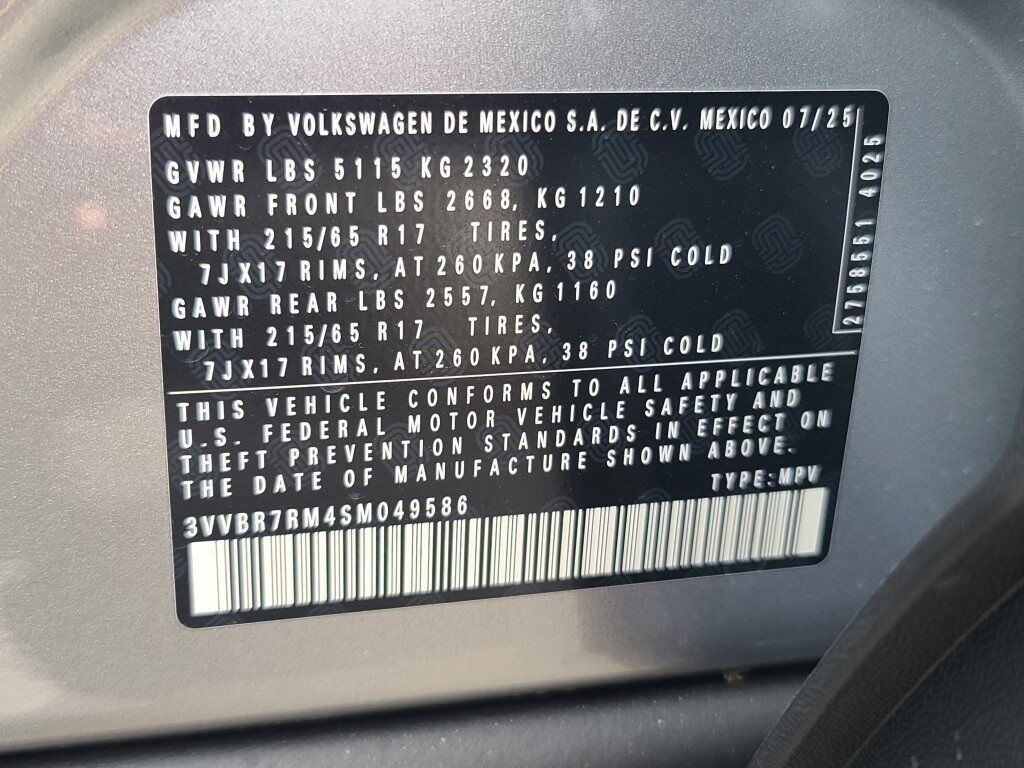 MFD BY VOLKSWAGEN DE MEXICO S.A. DE C.V. MEXICO 07/25
GVWR LBS 5115 KG 2320
GAWR FRONT LBS 2668, KG 1210
WITH 215/65 R17 TIRES,
7JX17 RIMS, AT 260 KPA, 38 PSI COLD
GAWR REAR LBS 2557, KG 1160
WITH 215/65 R17 TIRES,
7JX17 RIMS, AT 260 KPA, 38 PSI COLD
2758551 4025
THIS VEHICLE CONFORMS TO ALL APPLICABLE
U.S. FEDERAL MOTOR VEHICLE SAFETY AND
THEFT PREVENTION STANDARDS IN EFFECT ON
THE DATE OF MANUFACTURE SHOWN ABOVE.
TYPE:MPV
3VVBR7RM4SM049586